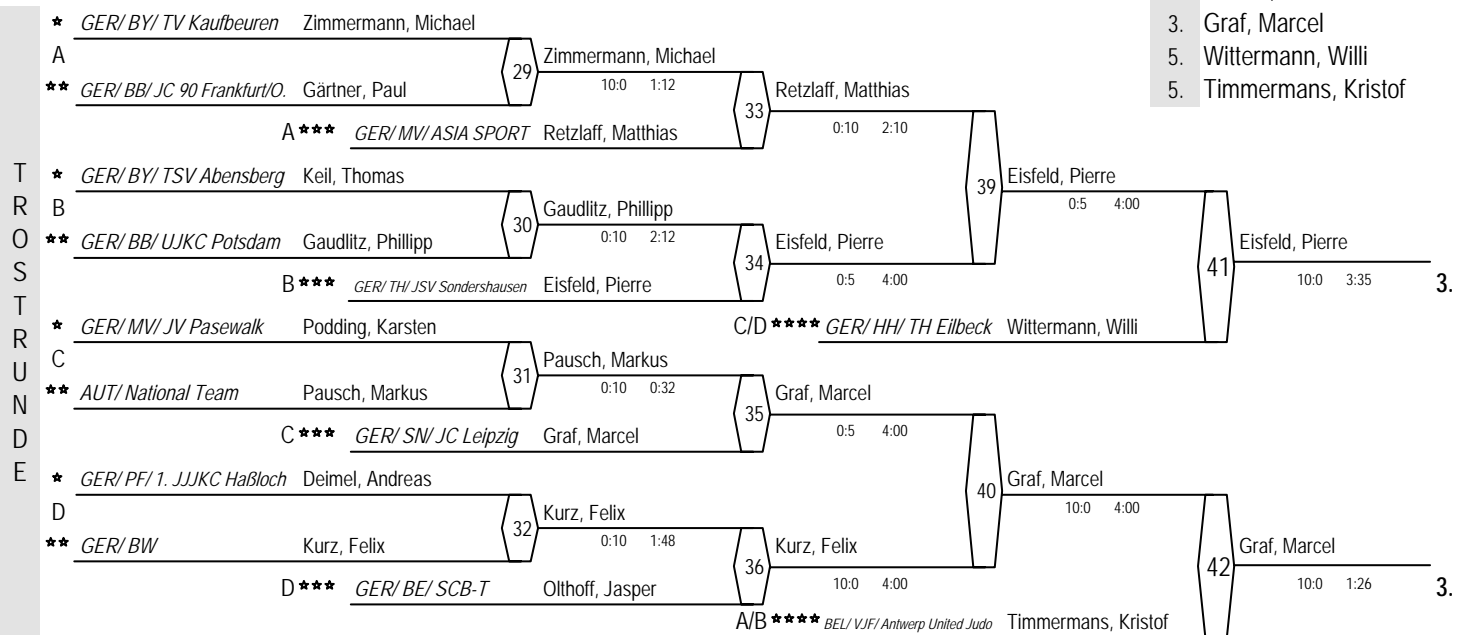 3. Graf, Marcel
5. Wittermann, Willi
5. Timmermans, Kristof
TROSTRUNDE
* GER/ BY/ TV Kaufbeuren Zimmermann, Michael
A
** GER/ BB/ JC 90 Frankfurt/O. Gärtner, Paul
29
Zimmermann, Michael
10:0 1:12
A *** GER/ MV/ ASIA SPORT Retzlaff, Matthias
33
Retzlaff, Matthias
0:10 2:10
* GER/ BY/ TSV Abensberg Keil, Thomas
B
** GER/ BB/ UJKC Potsdam Gaudlitz, Phillipp
30
Gaudlitz, Phillipp
0:10 2:12
B *** GER/ TH/ JSV Sondershausen Eisfeld, Pierre
34
Eisfeld, Pierre
0:5 4:00
39
Eisfeld, Pierre
0:5 4:00
C/D **** GER/ HH/ TH Eilbeck Wittermann, Willi
41
Eisfeld, Pierre
10:0 3:35 3.
* GER/ MV/ JV Pasewalk Podding, Karsten
C
** AUT/ National Team Pausch, Markus
31
Pausch, Markus
0:10 0:32
C *** GER/ SN/ JC Leipzig Graf, Marcel
35
Graf, Marcel
0:5 4:00
* GER/ PF/ 1. JJJKC Haßloch Deimel, Andreas
D
** GER/ BW Kurz, Felix
32
Kurz, Felix
0:10 1:48
D *** GER/ BE/ SCB-T Olthoff, Jasper
36
Kurz, Felix
10:0 4:00
40
Graf, Marcel
10:0 4:00
A/B **** BEL/ VJF/ Antwerp United Judo Timmermans, Kristof
42
Graf, Marcel
10:0 1:26 3.